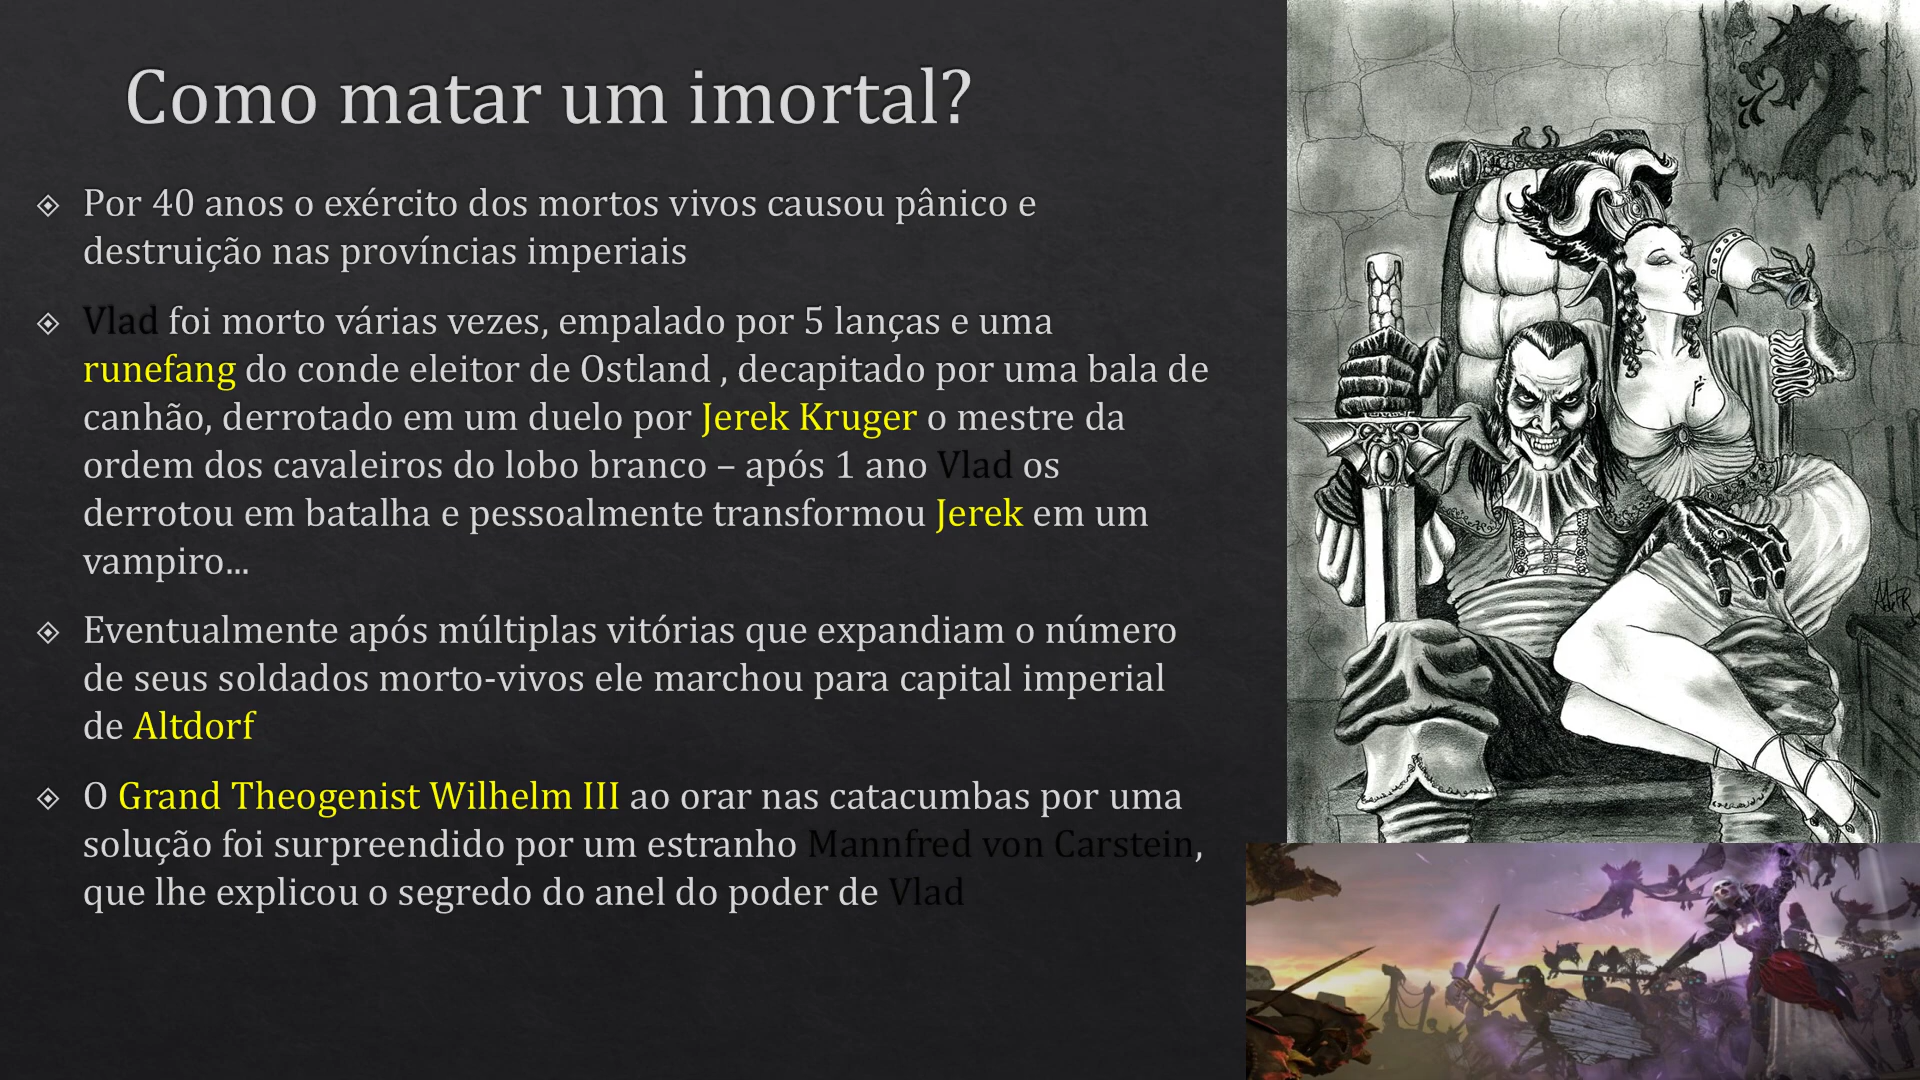 Como matar um imortal?
Por 40 anos o exército dos mortos vivos causou pânico e
destruição nas províncias imperiais
Vlad foi morto várias vezes, empalado por 5 lanças e uma
runefang do conde eleitor de Ostland , decapitado por uma bala de
canhão, derrotado em um duelo por Jerek Kruger o mestre da
ordem dos cavaleiros do lobo branco – após 1 ano Vlad os
derrotou em batalha e pessoalmente transformou Jerek em um
vampiro...
Eventualmente após múltiplas vitórias que expandiam o número
de seus soldados morto-vivos ele marchou para capital imperial
de Altdorf
O Grand Theogenist Wilhelm III ao orar nas catacumbas por uma
solução foi surpreendido por um estranho Mannfred von Carstein,
que lhe explicou o segredo do anel do poder de Vlad